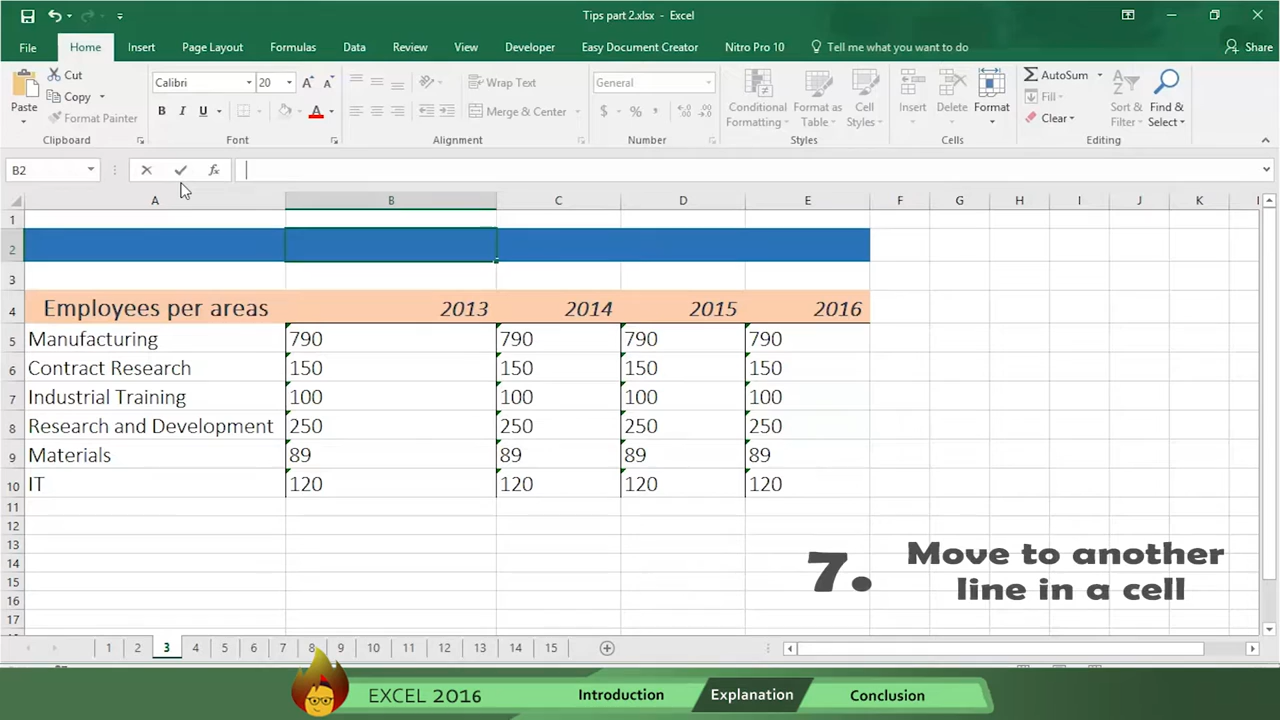 Tips part 2.xlsx - Excel
File Home Insert Page Layout Formulas Data Review View Developer Easy Document Creator Nitro Pro 10 Tell me what you want to do Share
Paste
Cut
Copy
Format Painter
Clipboard
Calibri 20
B I U
Font
Wrap Text
Merge & Center
Alignment
General
$ % ,
Number
Conditional Formatting
Format as Table
Cell Styles
Styles
Insert
Delete
Format
Cells
AutoSum
Fill
Clear
Sort & Filter
Find & Select
Editing
B2 fx
A B C D E F G H I J K
1
2
3
4 Employees per areas 2013 2014 2015 2016
5 Manufacturing 790 790 790 790
6 Contract Research 150 150 150 150
7 Industrial Training 100 100 100 100
8 Research and Development 250 250 250 250
9 Materials 89 89 89 89
10 IT 120 120 120 120
11
12
13
14
15
16
17
7. Move to another
line in a cell
1 2 3 4 5 6 7 8 9 10 11 12 13 14 15
EXCEL 2016 Introduction Explanation Conclusion